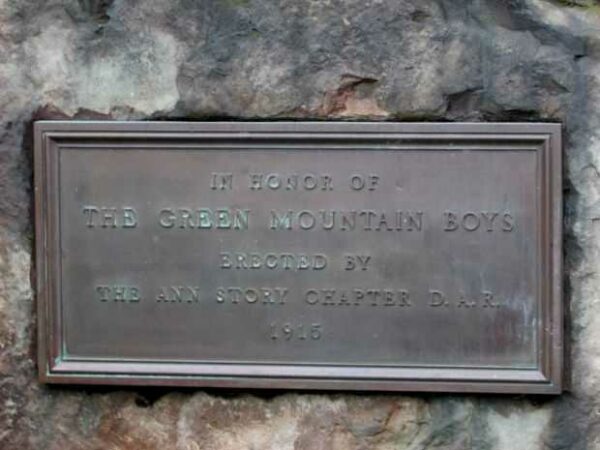 IN HONOR OF
THE GREEN MOUNTAIN BOYS
ERECTED BY
THE ANN STORY CHAPTER D. A. R.
1915